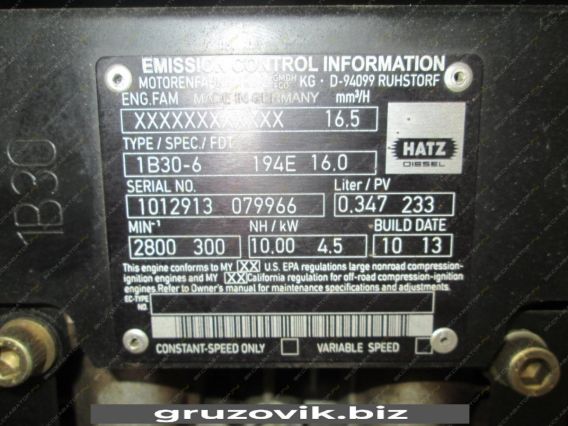 EMISSION CONTROL INFORMATION
MOTORENFA GMBH & CO KG · D-94099 RUHSTORF
ENG.FAM MADE IN GERMANY mm³/H
XXXXXXXXXXXX 16.5
TYPE / SPEC./ FDT
1B30-6 194E 16.0
HATZ
DIESEL
SERIAL NO. Liter / PV
1012913 079966 0.347 233
MIN⁻¹ NH / kW BUILD DATE
2800 300 10.00 4.5 10 13
This engine conforms to MY XX U.S. EPA regulations large nonroad compression-
ignition engines and MY XX California regulation for off-road compression-ignition
engines.Refer to Owner's manual for maintenance specifications and adjustments.
EC-TYPE
NO.
CONSTANT-SPEED ONLY VARIABLE SPEED
1B30
gruzovik.biz